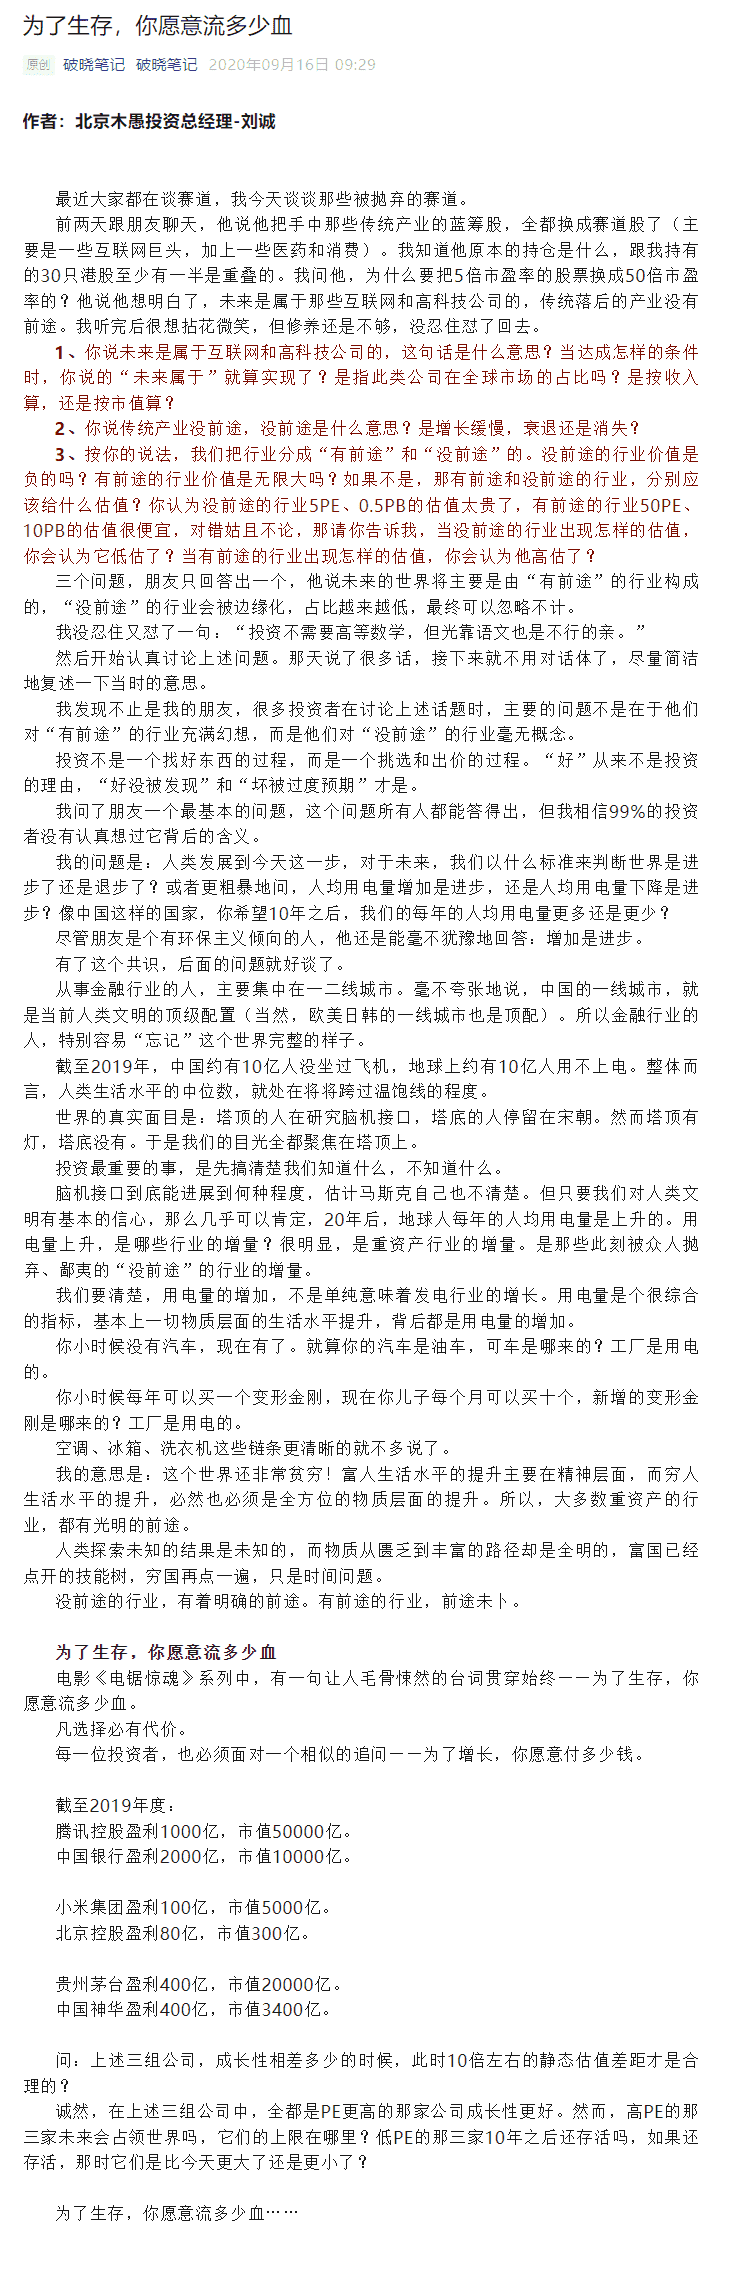 为了生存，你愿意流多少血
原创 破晓笔记 破晓笔记 2020年09月16日 09:29
作者：北京木愚投资总经理-刘诚
最近大家都在谈赛道，我今天谈谈那些被抛弃的赛道。
前两天跟朋友聊天，他说他把手中那些传统产业的蓝筹股，全都换成赛道股了（主
要是一些互联网巨头，加上一些医药和消费）。我知道他原本的持仓是什么，跟我持有
的30只港股至少有一半是重叠的。我问他，为什么要把5倍市盈率的股票换成50倍市盈
率的？他说他想明白了，未来是属于那些互联网和高科技公司的，传统落后的产业没有
前途。我听完后很想拈花微笑，但修养还是不够，没忍住怼了回去。
1、你说未来是属于互联网和高科技公司的，这句话是什么意思？当达成怎样的条件
时，你说的“未来属于”就算实现了？是指此类公司在全球市场的占比吗？是按收入
算，还是按市值算？
2、你说传统产业没前途，没前途是什么意思？是增长缓慢，衰退还是消失？
3、按你的说法，我们把行业分成“有前途”和“没前途”的。没前途的行业价值是
负的吗？有前途的行业价值是无限大吗？如果不是，那有前途和没前途的行业，分别应
该给什么估值？你认为没前途的行业5PE、0.5PB的估值太贵了，有前途的行业50PE、
10PB的估值很便宜，对错姑且不论，那请你告诉我，当没前途的行业出现怎样的估值，
你会认为它低估了？当有前途的行业出现怎样的估值，你会认为他高估了？
三个问题，朋友只回答出一个，他说未来的世界将主要是由“有前途”的行业构成
的，“没前途”的行业会被边缘化，占比越来越低，最终可以忽略不计。
我没忍住又怼了一句：“投资不需要高等数学，但光靠语文也是不行的亲。”
然后开始认真讨论上述问题。那天说了很多话，接下来就不用对话体了，尽量简洁
地复述一下当时的意思。
我发现不止是我的朋友，很多投资者在讨论上述话题时，主要的问题不是在于他们
对“有前途”的行业充满幻想，而是他们对“没前途”的行业毫无概念。
投资不是一个找好东西的过程，而是一个挑选和出价的过程。“好”从来不是投资
的理由，“好没被发现”和“坏被过度预期”才是。
我问了朋友一个最基本的问题，这个问题所有人都能答得出，但我相信99%的投资
者没有认真想过它背后的含义。
我的问题是：人类发展到今天这一步，对于未来，我们以什么标准来判断世界是进
步了还是退步了？或者更粗暴地问，人均用电量增加是进步，还是人均用电量下降是进
步？像中国这样的国家，你希望10年之后，我们的每年的人均用电量更多还是更少？
尽管朋友是个有环保主义倾向的人，他还是能毫不犹豫地回答：增加是进步。
有了这个共识，后面的问题就好谈了。
从事金融行业的人，主要集中在一二线城市。毫不夸张地说，中国的一线城市，就
是当前人类文明的顶级配置（当然，欧美日韩的一线城市也是顶配）。所以金融行业的
人，特别容易“忘记”这个世界完整的样子。
截至2019年，中国约有10亿人没坐过飞机，地球上约有10亿人用不上电。整体而
言，人类生活水平的中位数，就处在将将跨过温饱线的程度。
世界的真实面目是：塔顶的人在研究脑机接口，塔底的人停留在宋朝。然而塔顶有
灯，塔底没有。于是我们的目光全都聚焦在塔顶上。
投资最重要的事，是先搞清楚我们知道什么，不知道什么。
脑机接口到底能进展到何种程度，估计马斯克自己也不清楚。但只要我们对人类文
明有基本的信心，那么几乎可以肯定，20年后，地球人每年的人均用电量是上升的。用
电量上升，是哪些行业的增量？很明显，是重资产行业的增量。是那些此刻被众人抛
弃、鄙夷的“没前途”的行业的增量。
我们要清楚，用电量的增加，不是单纯意味着发电行业的增长。用电量是个很综合
的指标，基本上一切物质层面的生活水平提升，背后都是用电量的增加。
你小时候没有汽车，现在有了。就算你的汽车是油车，可车是哪来的？工厂是用电
的。
你小时候每年可以买一个变形金刚，现在你儿子每个月可以买十个，新增的变形金
刚是哪来的？工厂是用电的。
空调、冰箱、洗衣机这些链条更清晰的就不多说了。
我的意思是：这个世界还非常贫穷！富人生活水平的提升主要在精神层面，而穷人
生活水平的提升，必然也必须是全方位的物质层面的提升。所以，大多数重资产的行
业，都有光明的前途。
人类探索未知的结果是未知的，而物质从匮乏到丰富的路径却是全明的，富国已经
点开的技能树，穷国再点一遍，只是时间问题。
没前途的行业，有着明确的前途。有前途的行业，前途未卜。
为了生存，你愿意流多少血
电影《电锯惊魂》系列中，有一句让人毛骨悚然的台词贯穿始终——为了生存，你
愿意流多少血。
凡选择必有代价。
每一位投资者，也必须面对一个相似的追问——为了增长，你愿意付多少钱。
截至2019年度：
腾讯控股盈利1000亿，市值50000亿。
中国银行盈利2000亿，市值10000亿。
小米集团盈利100亿，市值5000亿。
北京控股盈利80亿，市值300亿。
贵州茅台盈利400亿，市值20000亿。
中国神华盈利400亿，市值3400亿。
问：上述三组公司，成长性相差多少的时候，此时10倍左右的静态估值差距才是合
理的？
诚然，在上述三组公司中，全都是PE更高的那家公司成长性更好。然而，高PE的那
三家未来会占领世界吗，它们的上限在哪里？低PE的那三家10年之后还存活吗，如果还
存活，那时它们是比今天更大了还是更小了？
为了生存，你愿意流多少血……